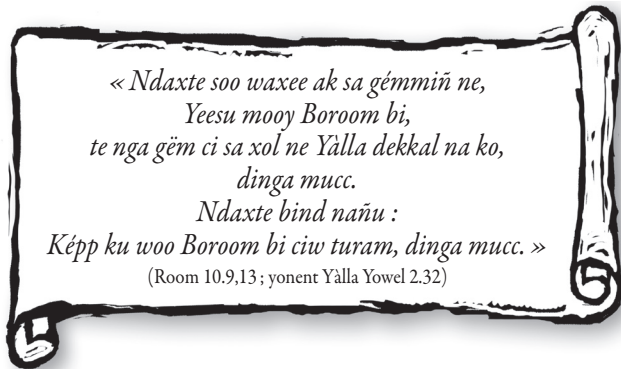 « Ndaxte soo waxee ak sa gémmiñ ne,
Yeesu mooy Boroom bi,
te nga gëm ci sa xol ne Yàlla dekkal na ko,
dinga mucc.
Ndaxte bind nañu :
Képp ku woo Boroom bi ciw turam, dinga mucc. »
(Room 10.9,13 ; yonent Yàlla Yowel 2.32)